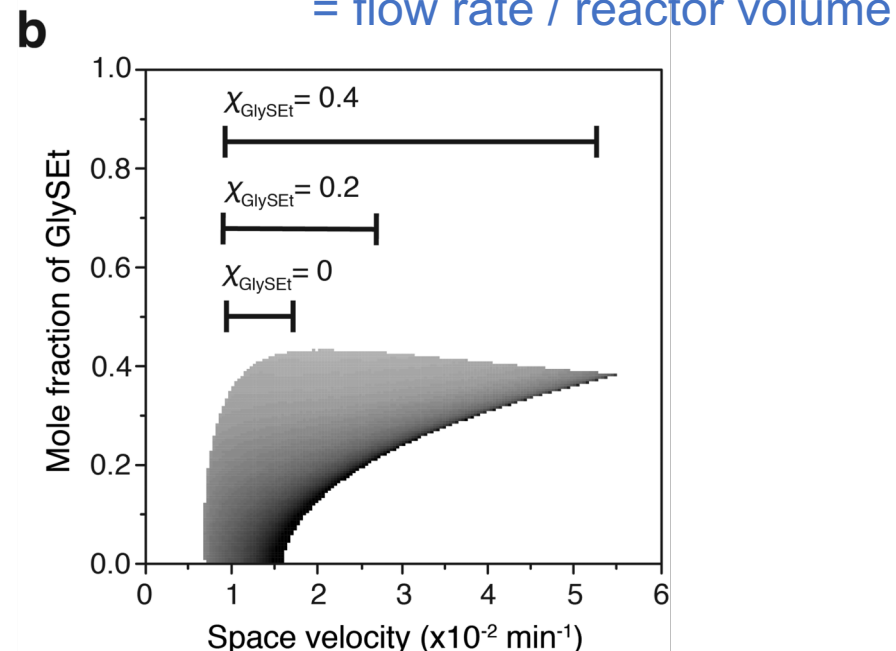 = flow rate / reactor volume
b
1.0
0.8
0.6
0.4
0.2
0.0
Mole fraction of GlySEt
χGlySEt= 0.4
χGlySEt= 0.2
χGlySEt= 0
0 1 2 3 4 5 6
Space velocity (x10⁻² min⁻¹)